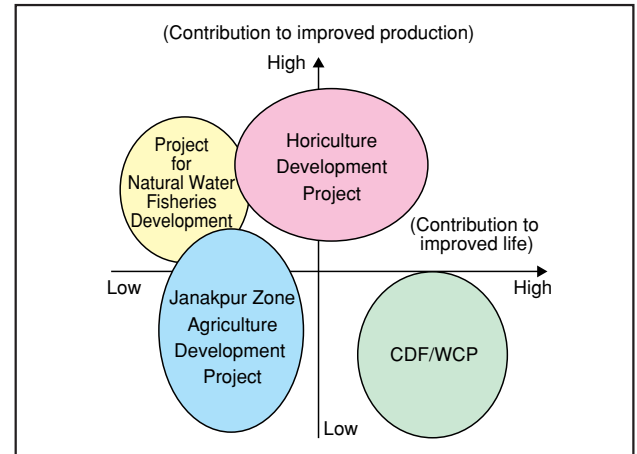 (Contribution to improved production)
High
Horiculture
Development
Project
Project
for
Natural Water
Fisheries
Development
(Contribution to
improved life)
Low
High
Janakpur Zone
Agriculture
Development
Project
CDF/WCP
Low